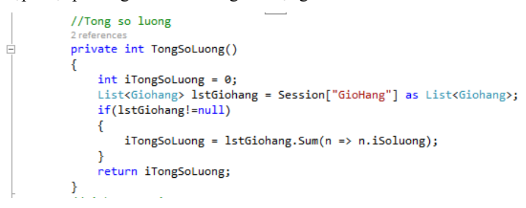 //Tong so luong
2 references
private int TongSoLuong()
{
int iTongSoLuong = 0;
List<Giohang> lstGiohang = Session["GioHang"] as List<Giohang>;
if(lstGiohang!=null)
{
iTongSoLuong = lstGiohang.Sum(n => n.iSoluong);
}
return iTongSoLuong;
}